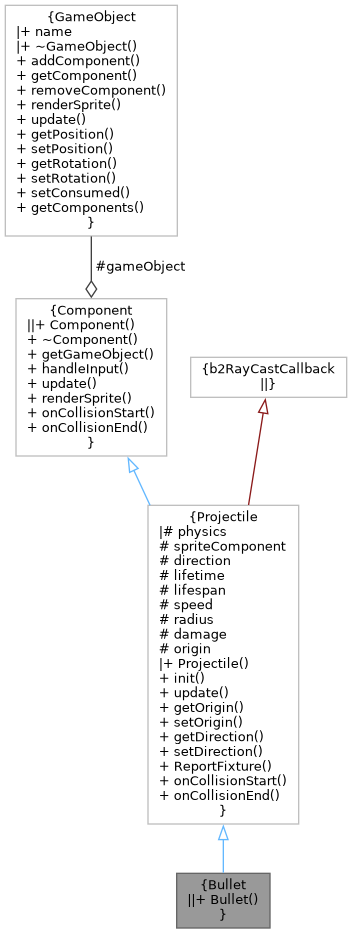 {GameObject
|+ name
|+ ~GameObject()
+ addComponent()
+ getComponent()
+ removeComponent()
+ renderSprite()
+ update()
+ getPosition()
+ setPosition()
+ getRotation()
+ setRotation()
+ setConsumed()
+ getComponents()
}
#gameObject
{Component
||+ Component()
+ ~Component()
+ getGameObject()
+ handleInput()
+ update()
+ renderSprite()
+ onCollisionStart()
+ onCollisionEnd()
}
{b2RayCastCallback
||}
{Projectile
|# physics
# spriteComponent
# direction
# lifetime
# lifespan
# speed
# radius
# damage
# origin
|+ Projectile()
+ init()
+ update()
+ getOrigin()
+ setOrigin()
+ getDirection()
+ setDirection()
+ ReportFixture()
+ onCollisionStart()
+ onCollisionEnd()
}
{Bullet
||+ Bullet()
}